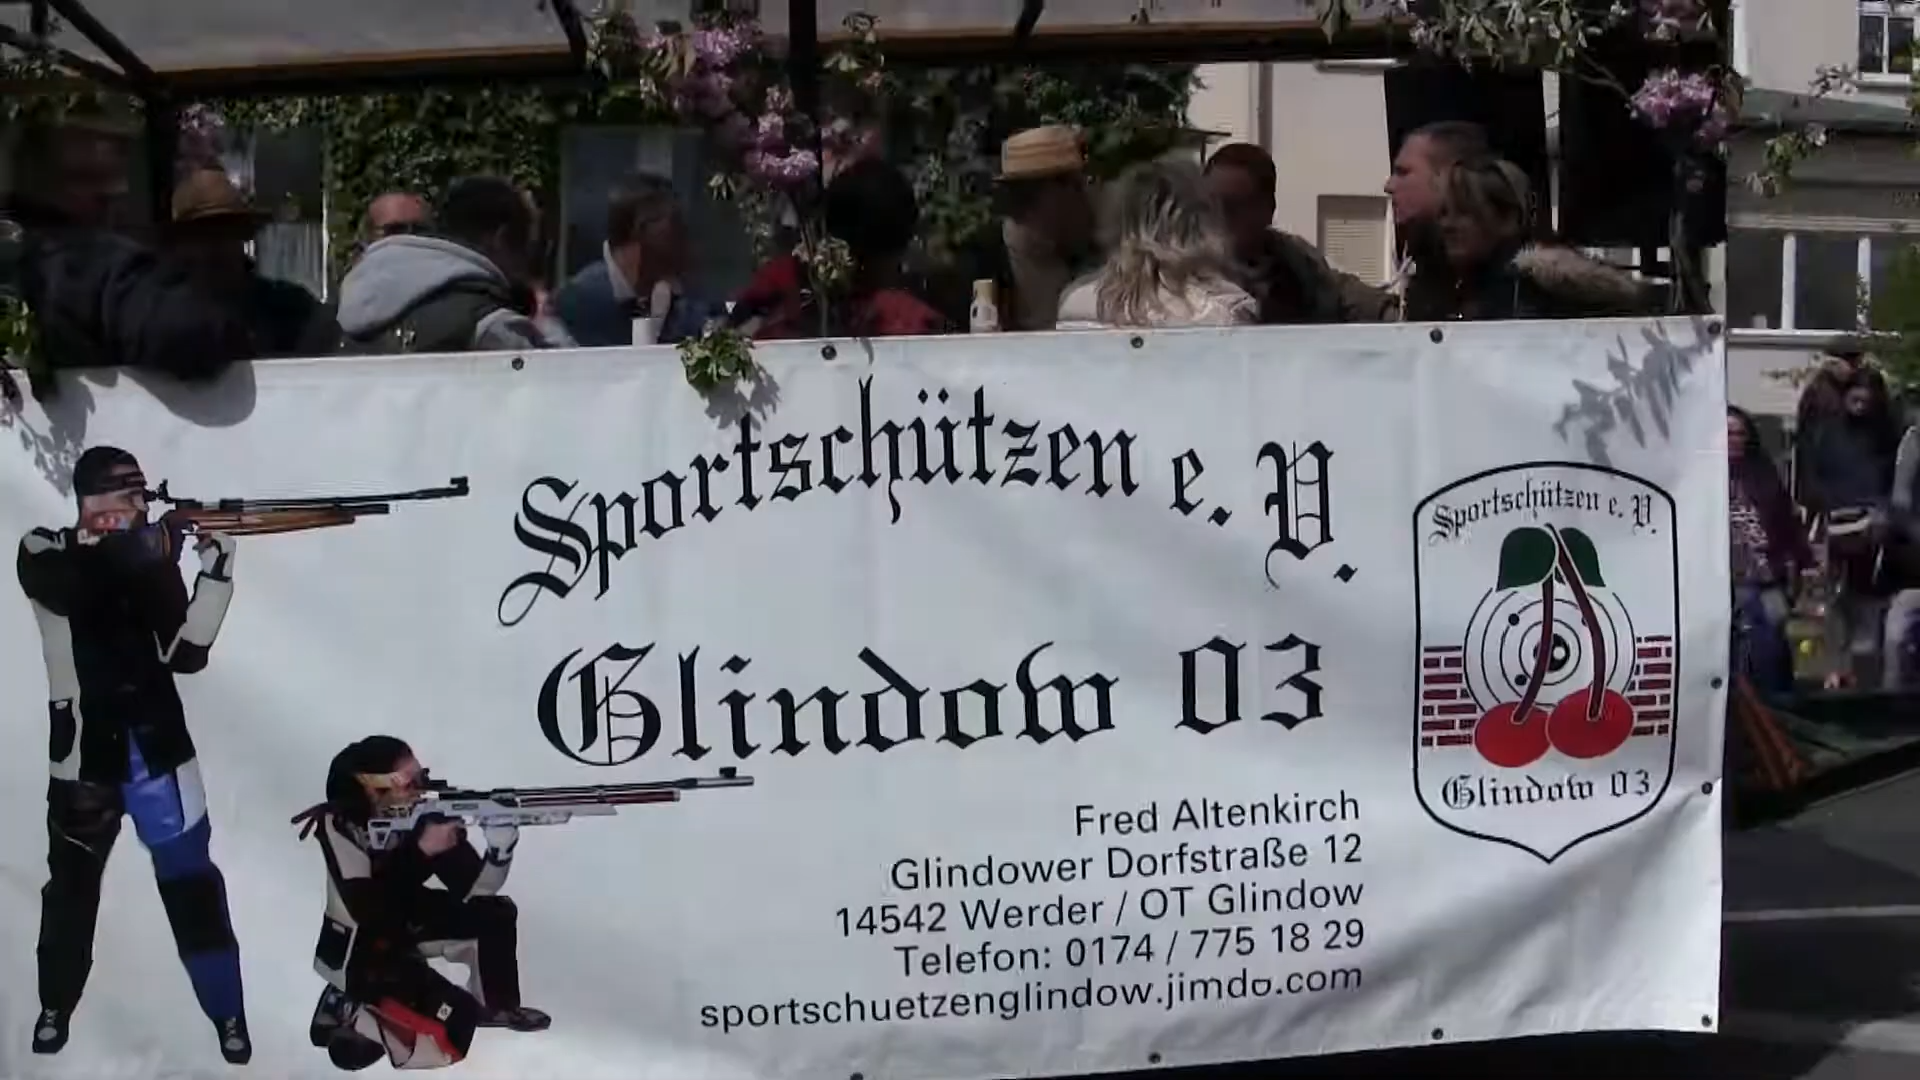 Sportschützen e. V.
Glindow 03
Fred Altenkirch
Glindower Dorfstraße 12
14542 Werder / OT Glindow
Telefon: 0174 / 775 18 29
sportschuetzenglindow.jimdo.com
Sportschützen e. V.
Glindow 03